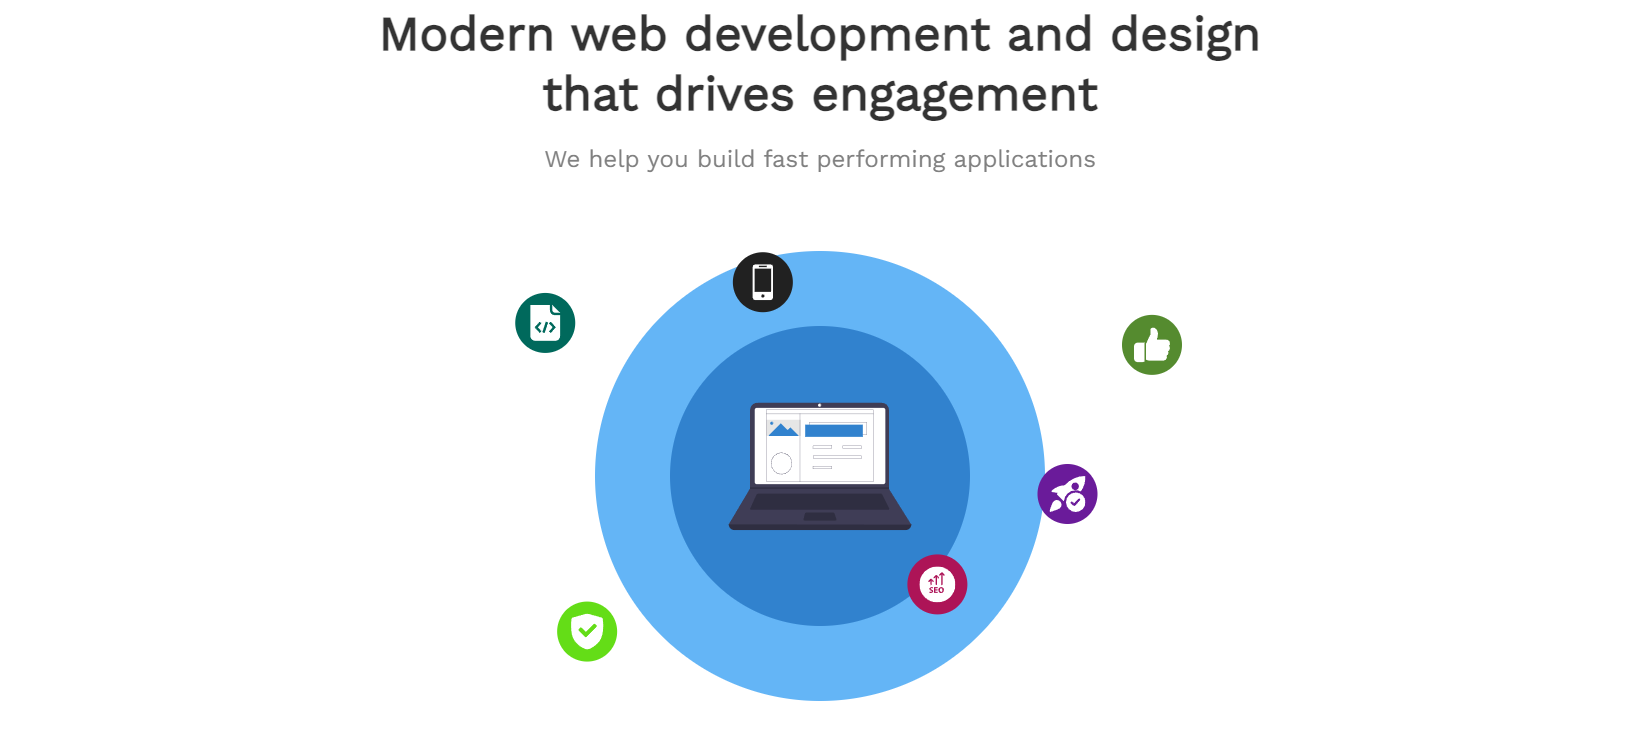 Modern web development and design
that drives engagement
We help you build fast performing applications
</>
SEO